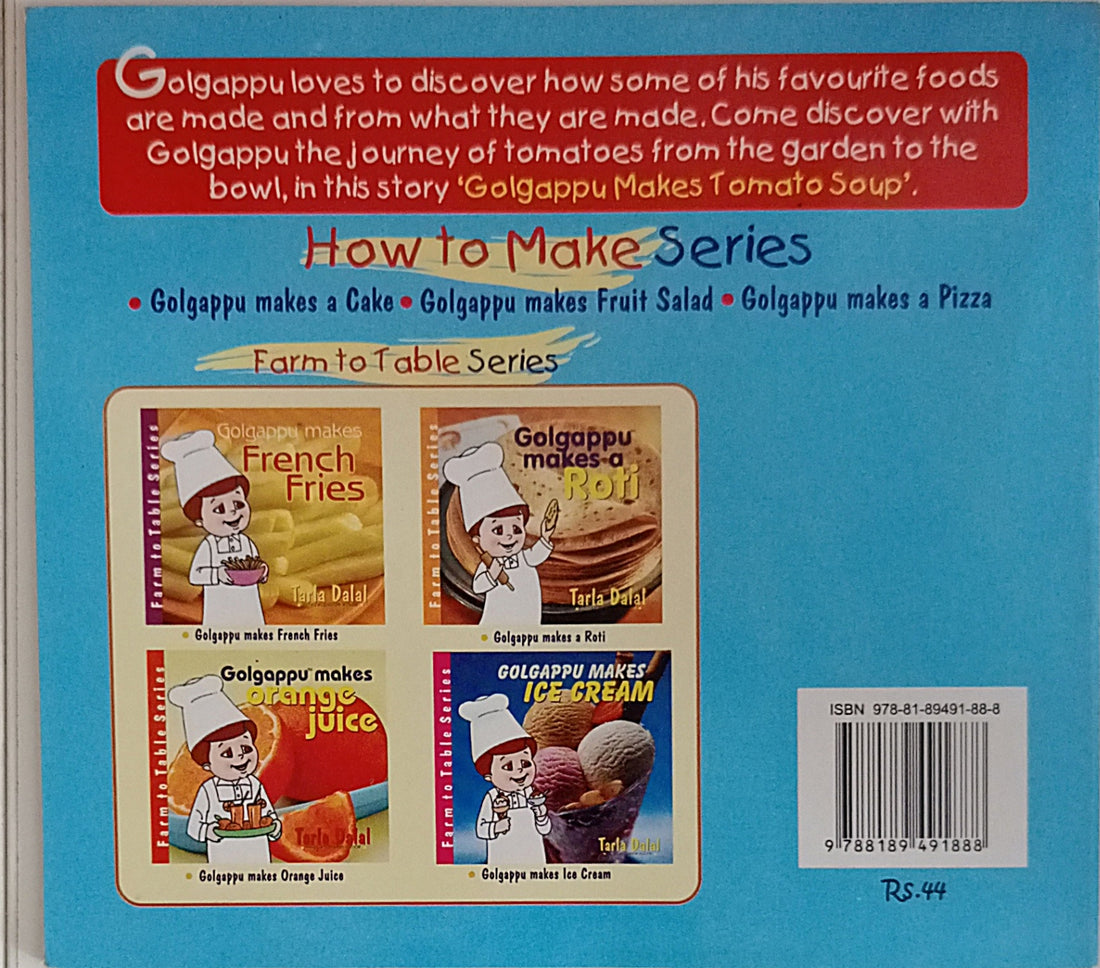 Golgappu loves to discover how some of his favourite foods
are made and from what they are made. Come discover with
Golgappu the journey of tomatoes from the garden to the
bowl, in this story ‘Golgappu Makes Tomato Soup’.
How to Make Series
• Golgappu makes a Cake • Golgappu makes Fruit Salad • Golgappu makes a Pizza
Farm to Table Series
Farm to Table Series
Golgappu™ makes
French
Fries
Tarla Dalal
• Golgappu makes French Fries
Farm to Table Series
Golgappu™
makes a
Roti
Tarla Dalal
• Golgappu makes a Roti
Farm to Table Series
Golgappu™ makes
orange
juice
Tarla Dalal
• Golgappu makes Orange Juice
Farm to Table Series
GOLGAPPU MAKES
ICE CREAM
Tarla Dalal
• Golgappu makes Ice Cream
ISBN 978-81-89491-88-8
9 788189 491888
Rs.44